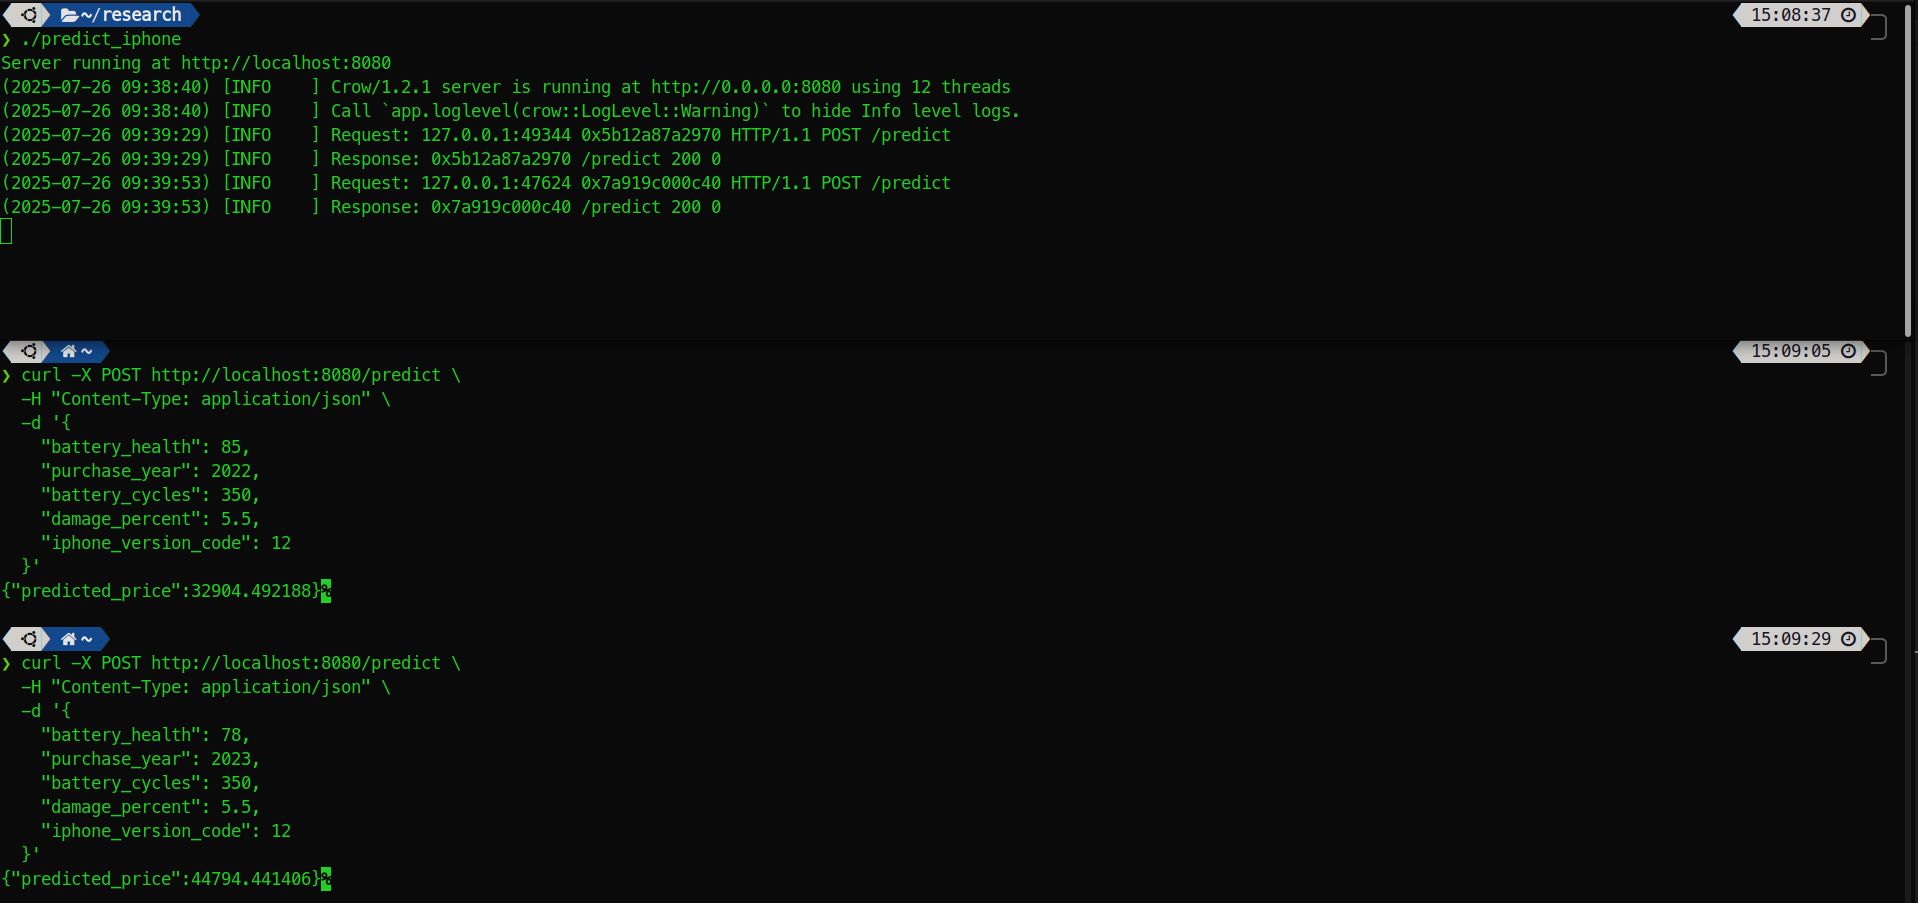 ~/research 15:08:37
❯ ./predict_iphone
Server running at http://localhost:8080
(2025-07-26 09:38:40) [INFO    ] Crow/1.2.1 server is running at http://0.0.0.0:8080 using 12 threads
(2025-07-26 09:38:40) [INFO    ] Call `app.loglevel(crow::LogLevel::Warning)` to hide Info level logs.
(2025-07-26 09:39:29) [INFO    ] Request: 127.0.0.1:49344 0x5b12a87a2970 HTTP/1.1 POST /predict
(2025-07-26 09:39:29) [INFO    ] Response: 0x5b12a87a2970 /predict 200 0
(2025-07-26 09:39:53) [INFO    ] Request: 127.0.0.1:47624 0x7a919c000c40 HTTP/1.1 POST /predict
(2025-07-26 09:39:53) [INFO    ] Response: 0x7a919c000c40 /predict 200 0
~ 15:09:05
❯ curl -X POST http://localhost:8080/predict \
  -H "Content-Type: application/json" \
  -d '{
    "battery_health": 85,
    "purchase_year": 2022,
    "battery_cycles": 350,
    "damage_percent": 5.5,
    "iphone_version_code": 12
  }'
{"predicted_price":32904.492188}%
~ 15:09:29
❯ curl -X POST http://localhost:8080/predict \
  -H "Content-Type: application/json" \
  -d '{
    "battery_health": 78,
    "purchase_year": 2023,
    "battery_cycles": 350,
    "damage_percent": 5.5,
    "iphone_version_code": 12
  }'
{"predicted_price":44794.441406}%